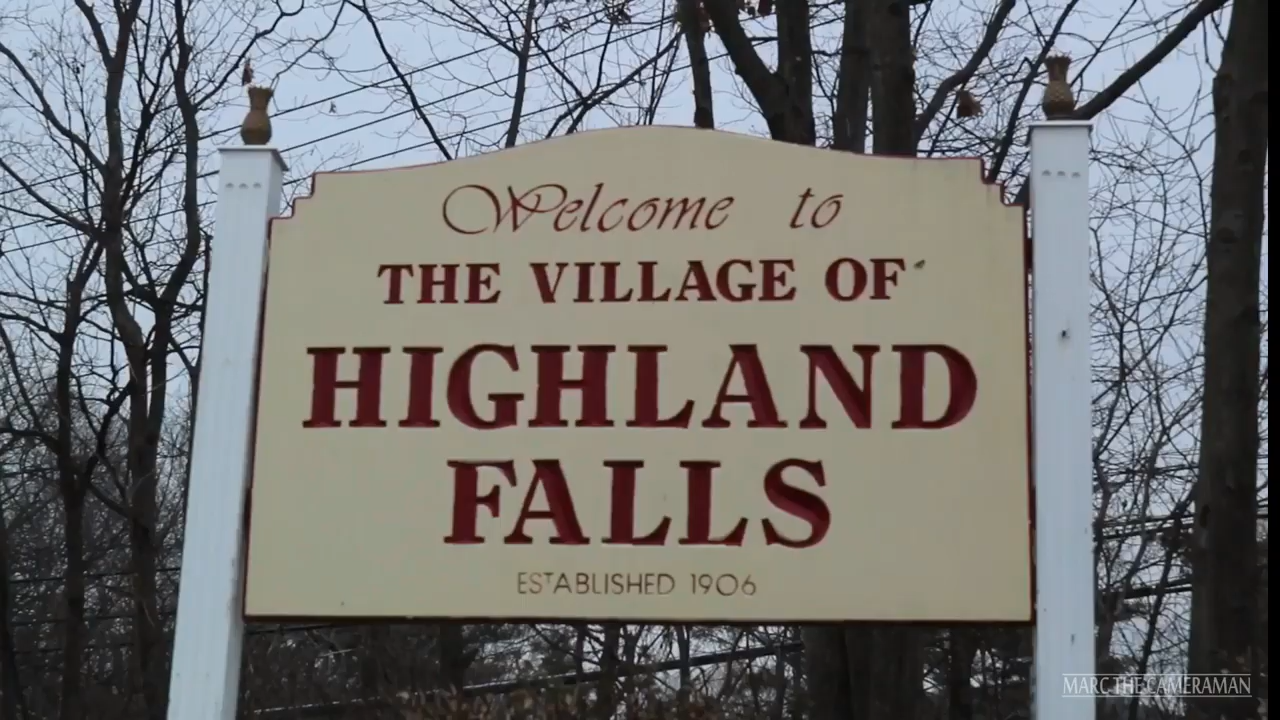 Welcome to
THE VILLAGE OF
HIGHLAND
FALLS
ESTABLISHED 1906
MARC THE CAMERAMAN